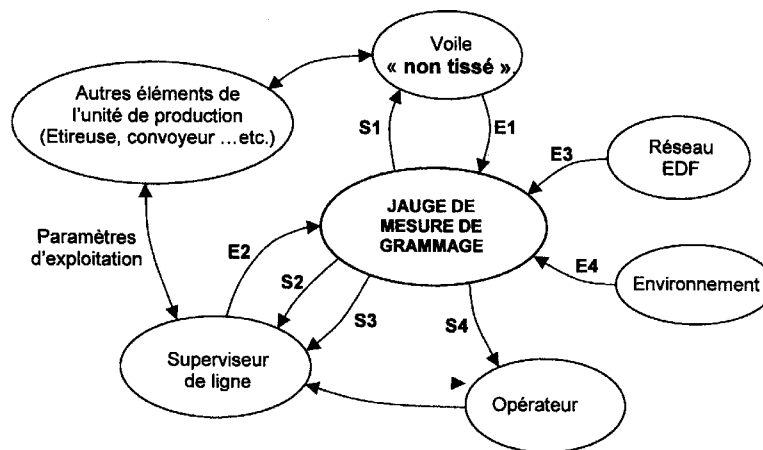 Voile
« non tissé ».
Autres éléments de
l'unité de production
(Etireuse, convoyeur ...etc.)
S1
E1
E3
Réseau
EDF
JAUGE DE
MESURE DE
GRAMMAGE
Paramètres
d'exploitation
E2
S2
S3
S4
E4
Environnement
Superviseur
de ligne
Opérateur